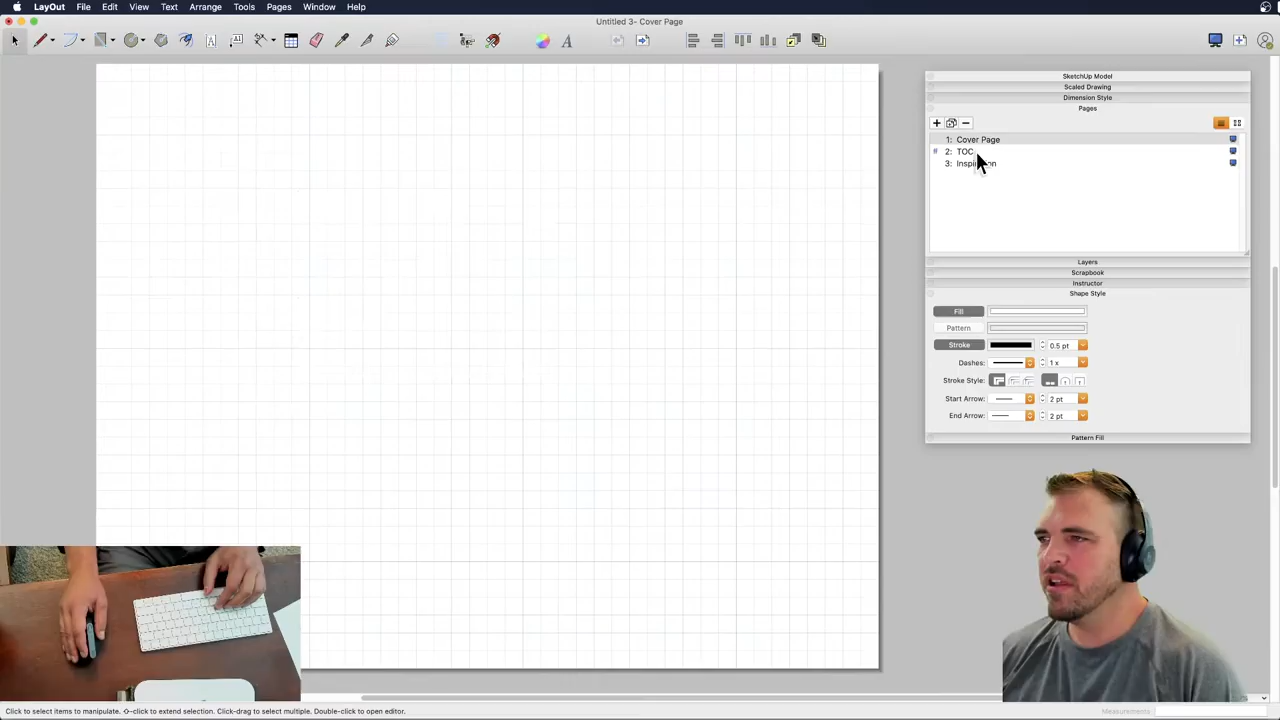 LayOut File Edit View Text Arrange Tools Pages Window Help
Untitled 3- Cover Page
SketchUp Model
Scaled Drawing
Dimension Style
Pages
1: Cover Page
# 2: TOC
3:
Layers
Scrapbook
Instructor
Shape Style
Fill
Pattern
Stroke 0.5 pt
Dashes: 1 x
Stroke Style:
Start Arrow: 2 pt
End Arrow: 2 pt
Pattern Fill
Click to select items to manipulate. ⇧-click to extend selection. Click-drag to select multiple. Double-click to open editor.
Measurements